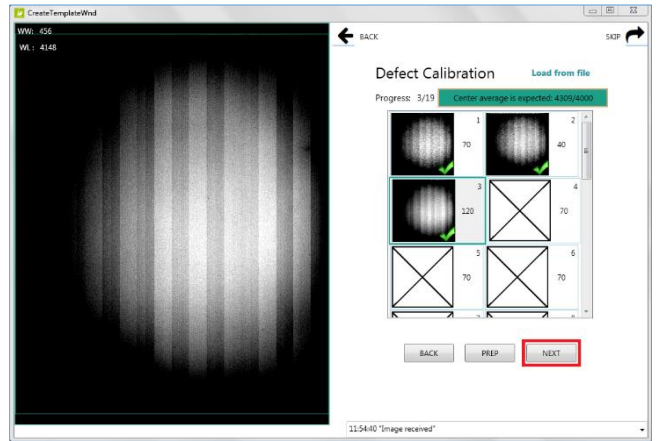 CreateTemplateWnd
WW: 456
WL: 4148
BACK
SKIP
Defect Calibration
Load from file
Progress: 3/19
Center average is expected: 4309/4000
1
70
2
40
3
120
4
70
5
70
6
70
BACK
PREP
NEXT
11:54:40 "Image received"